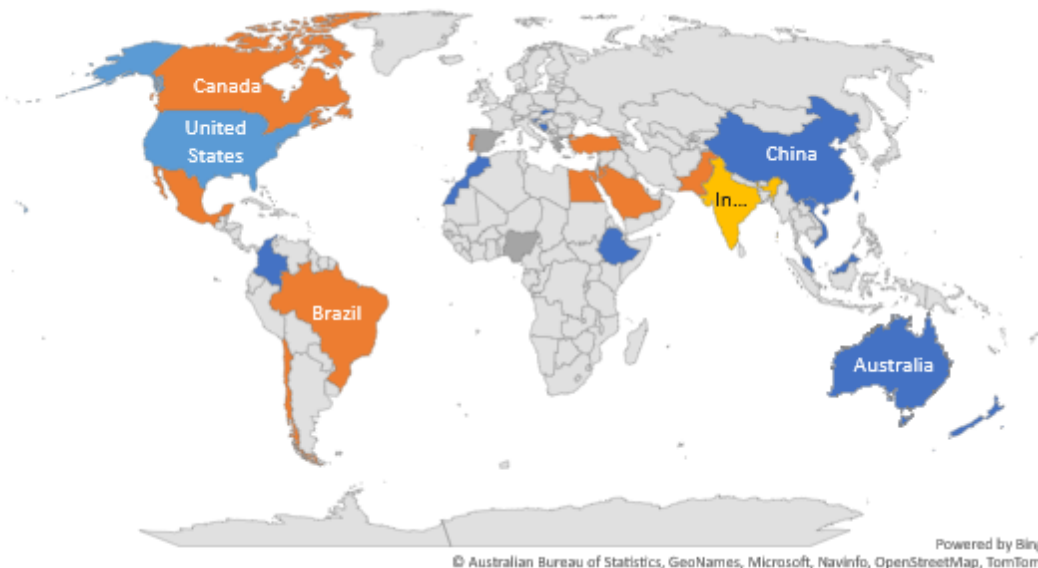 Canada
United
States
China
In...
Brazil
Australia
Powered by Bing
© Australian Bureau of Statistics, GeoNames, Microsoft, Navinfo, OpenStreetMap, TomTom